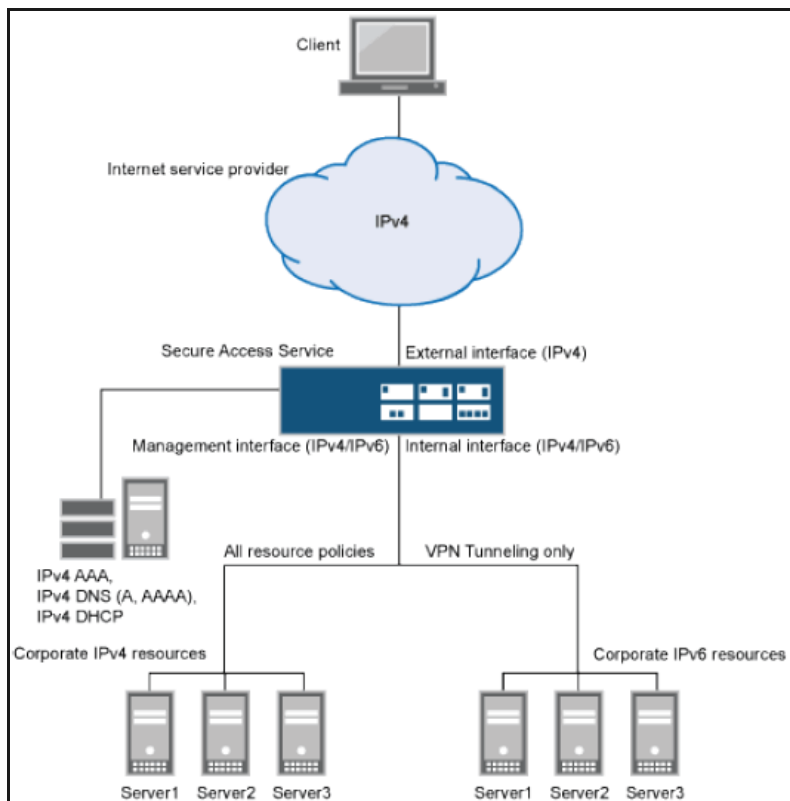 Client
Internet service provider
IPv4
Secure Access Service
External interface (IPv4)
Management interface (IPv4/IPv6)
Internal interface (IPv4/IPv6)
All resource policies
VPN Tunneling only
IPv4 AAA,
IPv4 DNS (A, AAAA),
IPv4 DHCP
Corporate IPv4 resources
Corporate IPv6 resources
Server1 Server2 Server3
Server1 Server2 Server3